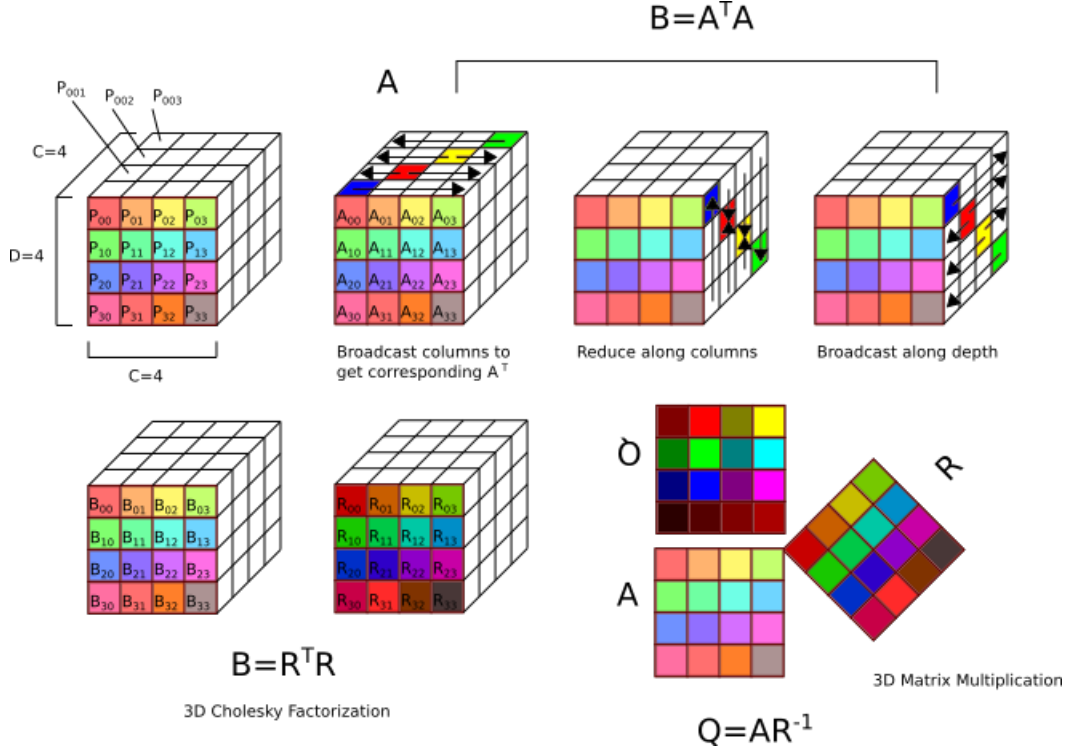 B=AᵀA
A
P₀₀₁
P₀₀₂
P₀₀₃
C=4
D=4
C=4
P₀₀ P₀₁ P₀₂ P₀₃
P₁₀ P₁₁ P₁₂ P₁₃
P₂₀ P₂₁ P₂₂ P₂₃
P₃₀ P₃₁ P₃₂ P₃₃
A₀₀ A₀₁ A₀₂ A₀₃
A₁₀ A₁₁ A₁₂ A₁₃
A₂₀ A₂₁ A₂₂ A₂₃
A₃₀ A₃₁ A₃₂ A₃₃
Broadcast columns to
get corresponding Aᵀ
Reduce along columns
Broadcast along depth
B₀₀ B₀₁ B₀₂ B₀₃
B₁₀ B₁₁ B₁₂ B₁₃
B₂₀ B₂₁ B₂₂ B₂₃
B₃₀ B₃₁ B₃₂ B₃₃
R₀₀ R₀₁ R₀₂ R₀₃
R₁₀ R₁₁ R₁₂ R₁₃
R₂₀ R₂₁ R₂₂ R₂₃
R₃₀ R₃₁ R₃₂ R₃₃
B=RᵀR
3D Cholesky Factorization
Q
R
A
3D Matrix Multiplication
Q=AR⁻¹